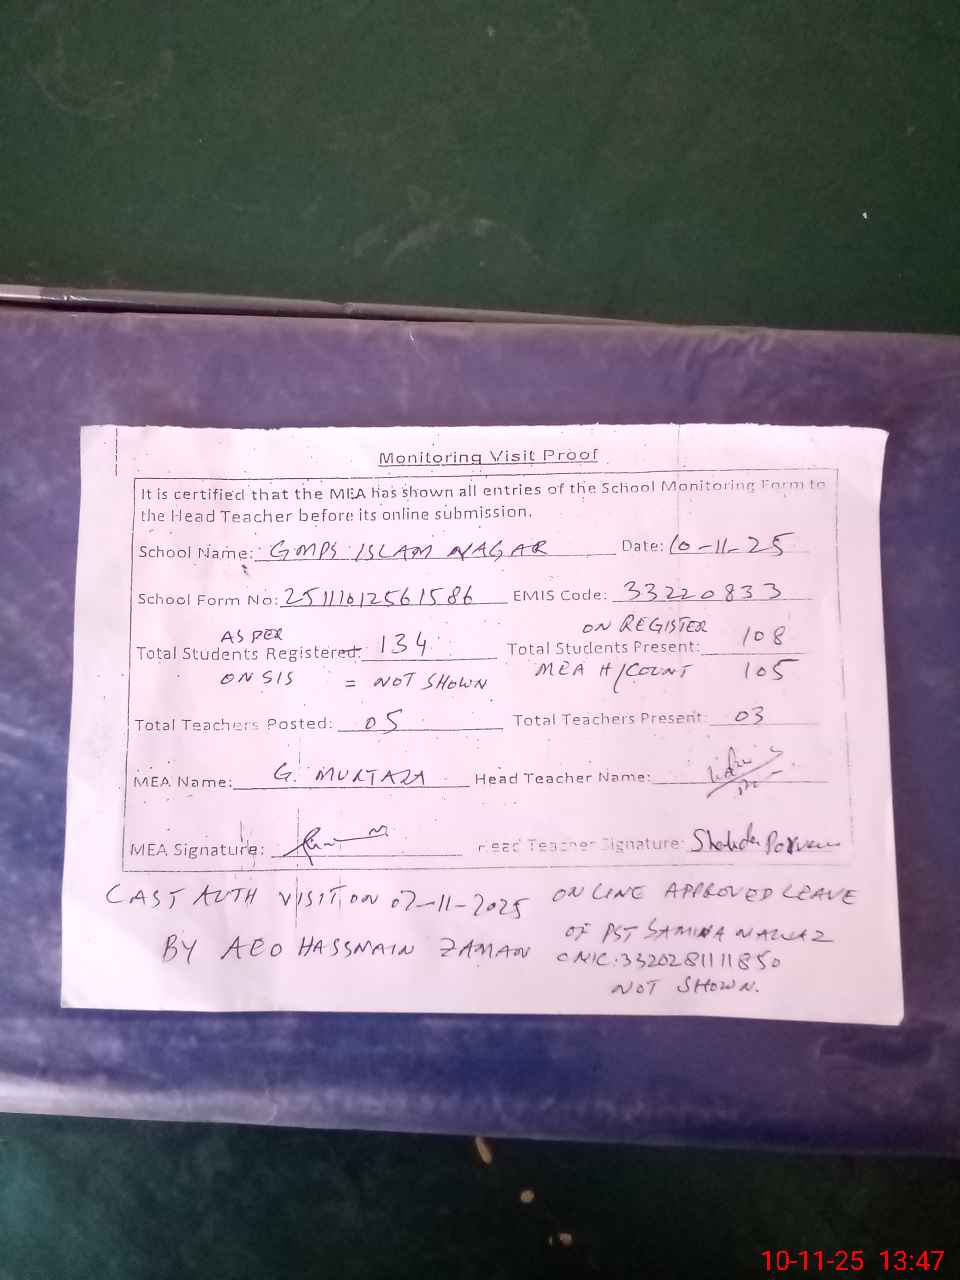 Monitoring Visit Proof
It is certified that the MEA has shown all entries of the School Monitoring Form to
the Head Teacher before its online submission.
School Name: GMPS ISLAM NAGAR Date: 10-11-25
School Form No: 25111012561586 EMIS Code: 33220833
AS PER ON REGISTER
Total Students Registered: 134 Total Students Present: 108
ON SIS = NOT SHOWN MEA H/COUNT 105
Total Teachers Posted: 05 Total Teachers Present: 03
MEA Name: G. MURTAZA Head Teacher Name:
MEA Signature: Head Teacher Signature: Shahida Parveen
CAST AUTH VISIT ON 07-11-2025 ON LINE APPROVED LEAVE
BY AEO HASSNAIN ZAMAN OF PST SAMINA NAWAZ
CNIC: 3320281111850
NOT SHOWN.
10-11-25 13:47